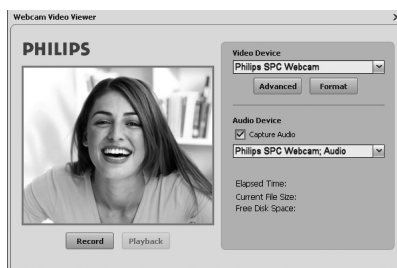 Webcam Video Viewer
PHILIPS
Video Device
Philips SPC Webcam
Advanced Format
Audio Device
Capture Audio
Philips SPC Webcam; Audio
Elapsed Time:
Current File Size:
Free Disk Space:
Record Playback